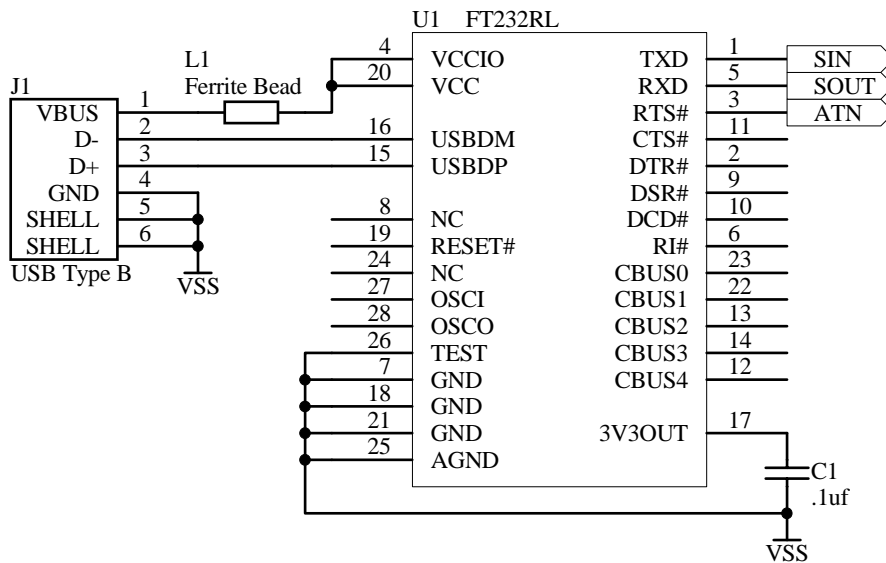 U1 FT232RL
L1
Ferrite Bead
J1
VBUS 1
D- 2
D+ 3
GND 4
SHELL 5
SHELL 6
USB Type B
VSS
4 VCCIO
20 VCC
16 USBDM
15 USBDP
8 NC
19 RESET#
24 NC
27 OSCI
28 OSCO
26 TEST
7 GND
18 GND
21 GND
25 AGND
TXD 1 SIN
RXD 5 SOUT
RTS# 3 ATN
CTS# 11
DTR# 2
DSR# 9
DCD# 10
RI# 6
CBUS0 23
CBUS1 22
CBUS2 13
CBUS3 14
CBUS4 12
3V3OUT 17
C1
.1uf
VSS